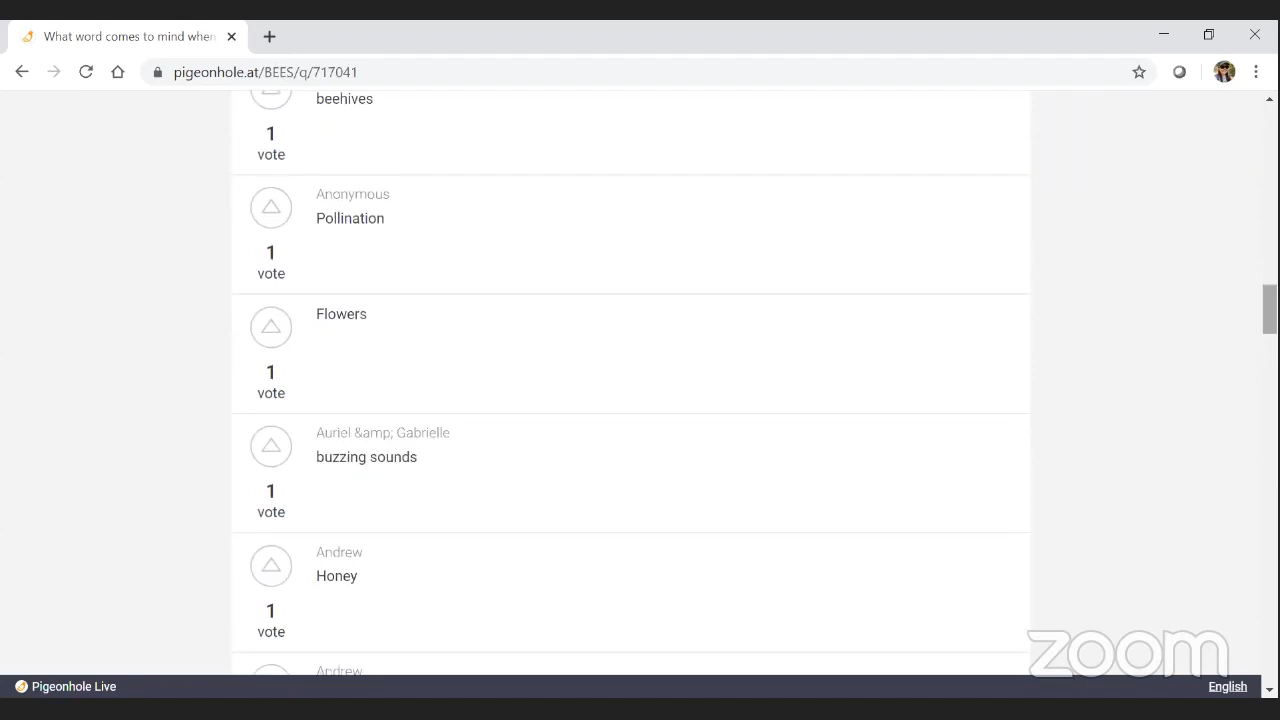 What word comes to mind when
pigeonhole.at/BEES/q/717041
beehives
1
vote
Anonymous
Pollination
1
vote
Flowers
1
vote
Auriel &amp; Gabrielle
buzzing sounds
1
vote
Andrew
Honey
1
vote
Andrew
zoom
Pigeonhole Live
English